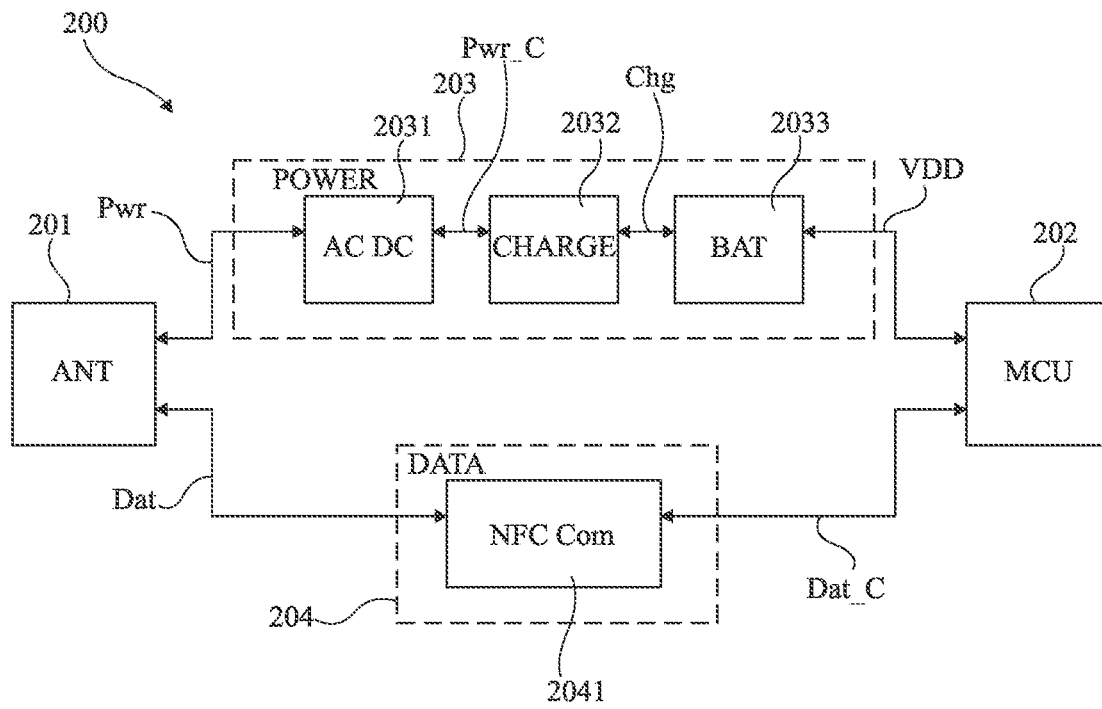 200
Pwr_C
203
Chg
2031
2032
2033
POWER
VDD
Pwr
201
AC DC
CHARGE
BAT
202
ANT
MCU
DATA
Dat
NFC Com
Dat_C
204
2041